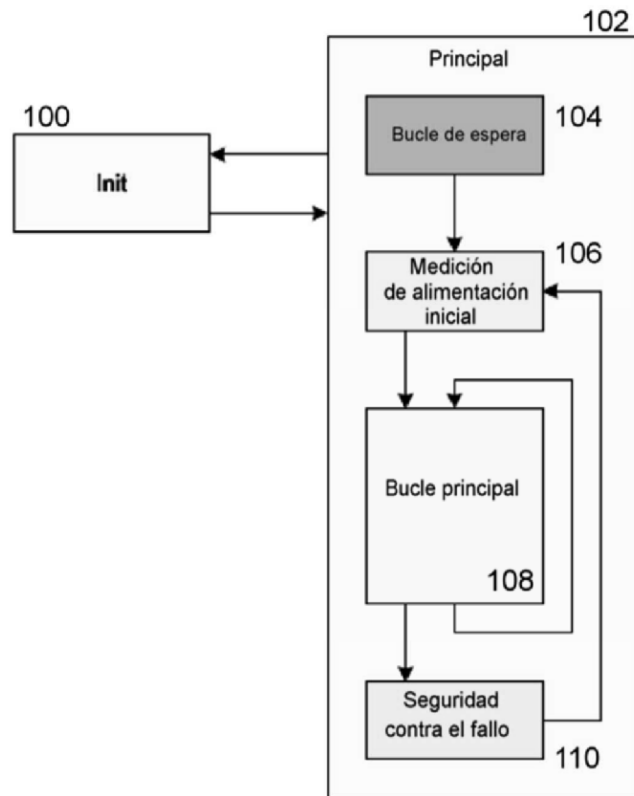 102
Principal
100
Init
Bucle de espera
104
106
Medición
de alimentación
inicial
Bucle principal
108
Seguridad
contra el fallo
110